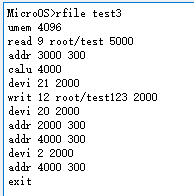 MicroOS>rfile test3
umem 4096
read 9 root/test 5000
addr 3000 300
calu 4000
devi 21 2000
writ 12 root/test123 2000
devi 20 2000
addr 2000 300
addr 4000 300
devi 2 2000
addr 4000 300
exit